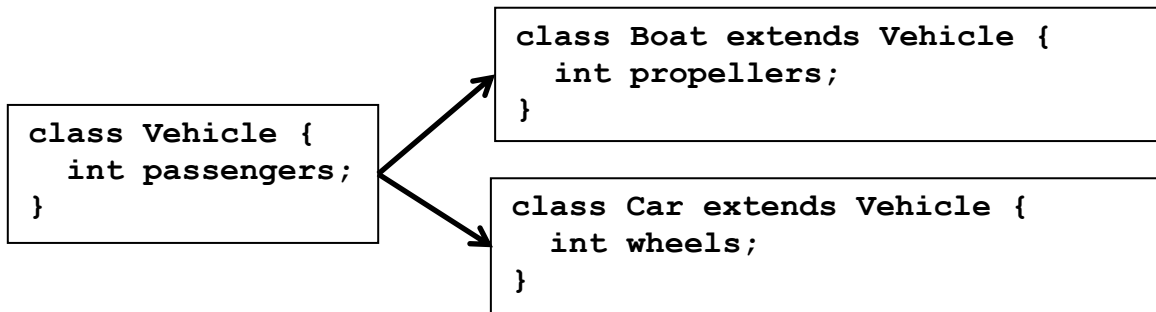 class Vehicle {
  int passengers;
}
class Boat extends Vehicle {
  int propellers;
}
class Car extends Vehicle {
  int wheels;
}